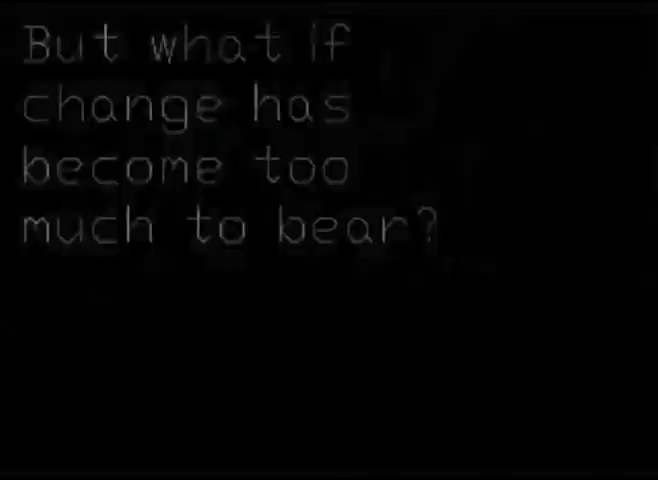 But what if
change has
become too
much to bear?